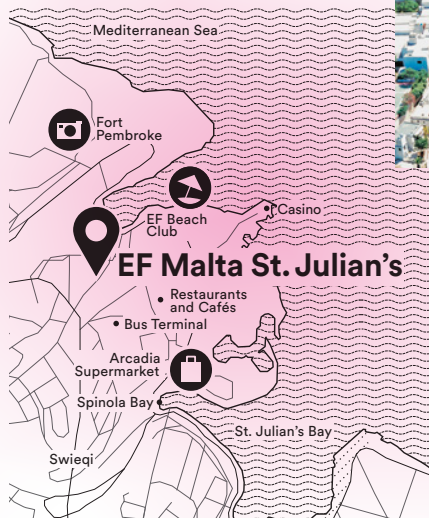 Mediterranean Sea
Fort
Pembroke
EF Beach
Club
Casino
EF Malta St. Julian's
Restaurants
and Cafés
Bus Terminal
Arcadia
Supermarket
Spinola Bay
St. Julian's Bay
Swieqi